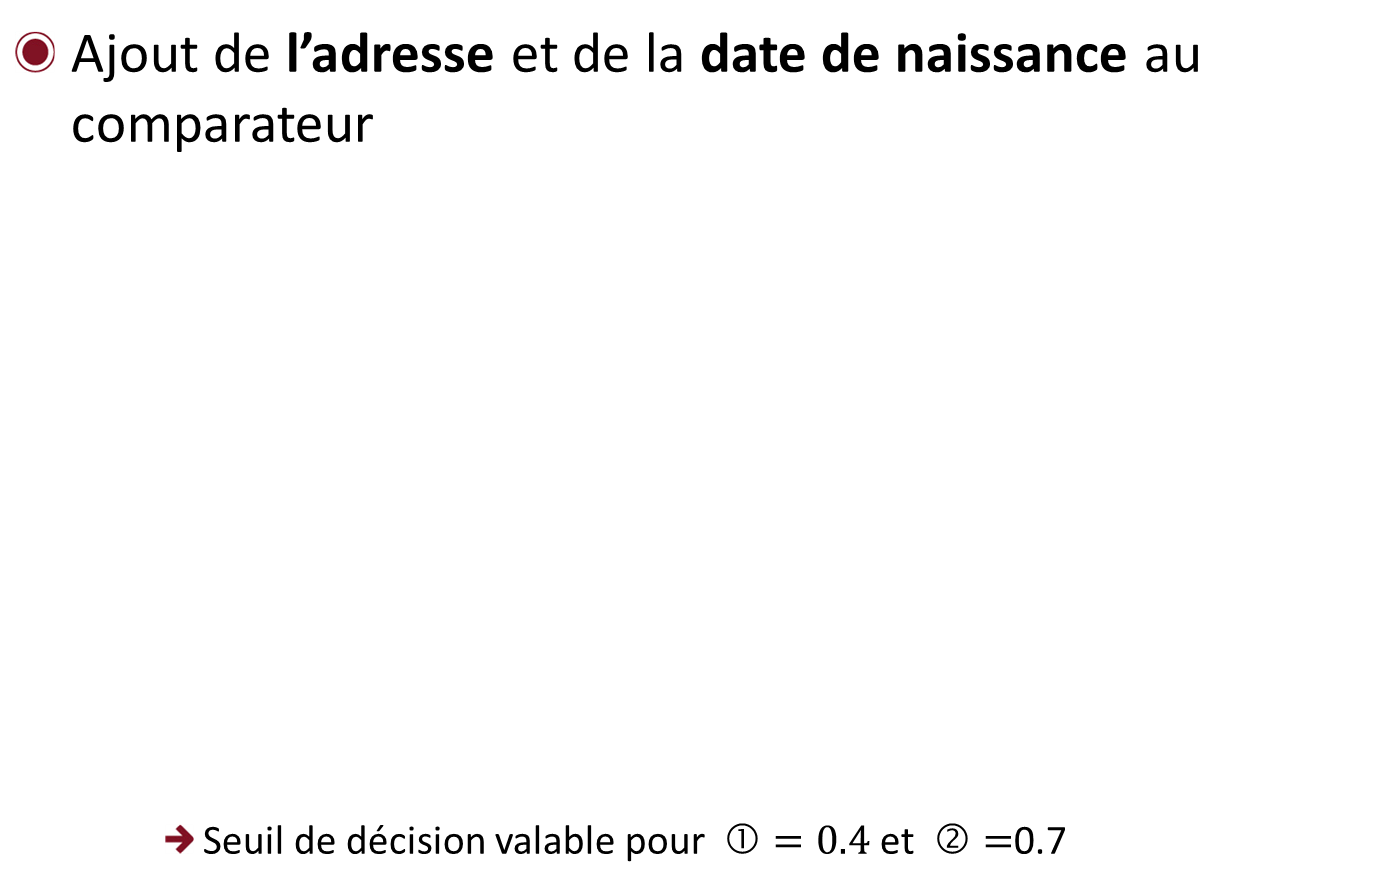 Ajout de l’adresse et de la date de naissance au
comparateur
➔ Seuil de décision valable pour ① = 0.4 et ② =0.7